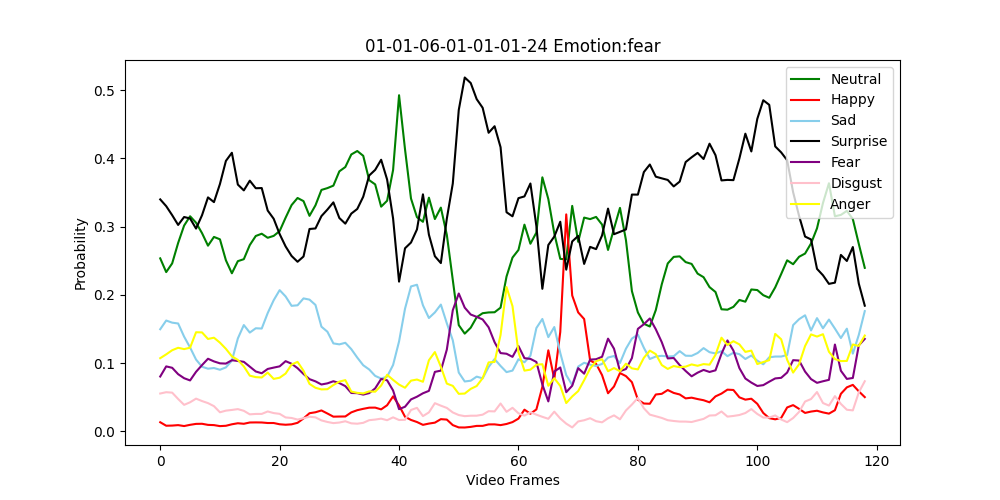 01-01-06-01-01-01-24 Emotion:fear
Probability
0.5
0.4
0.3
0.2
0.1
0.0
0 20 40 60 80 100 120
Video Frames
Neutral
Happy
Sad
Surprise
Fear
Disgust
Anger